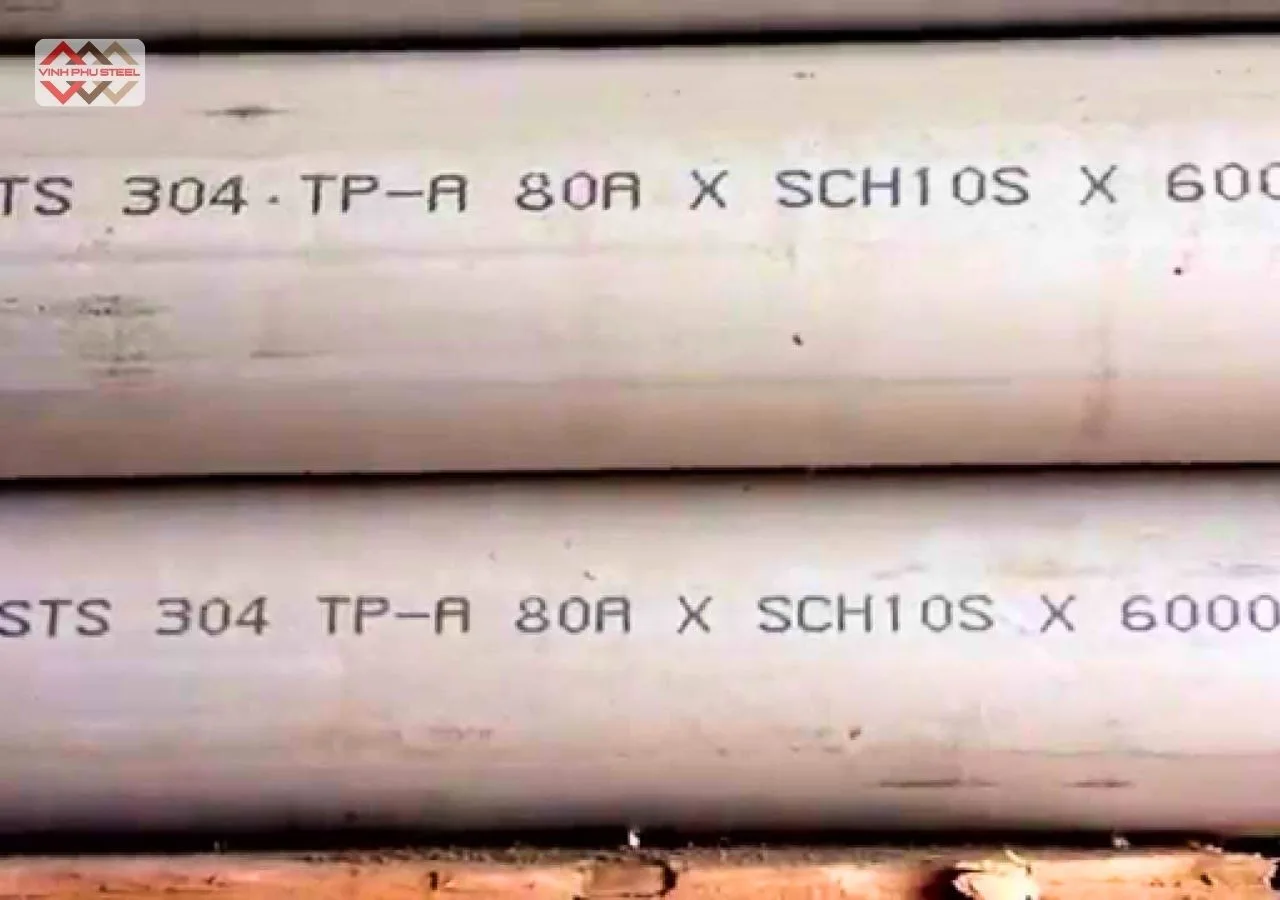 VINH PHU STEEL
TS 304 TP-A 80A X SCH10S X 600
STS 304 TP-A 80A X SCH10S X 6000